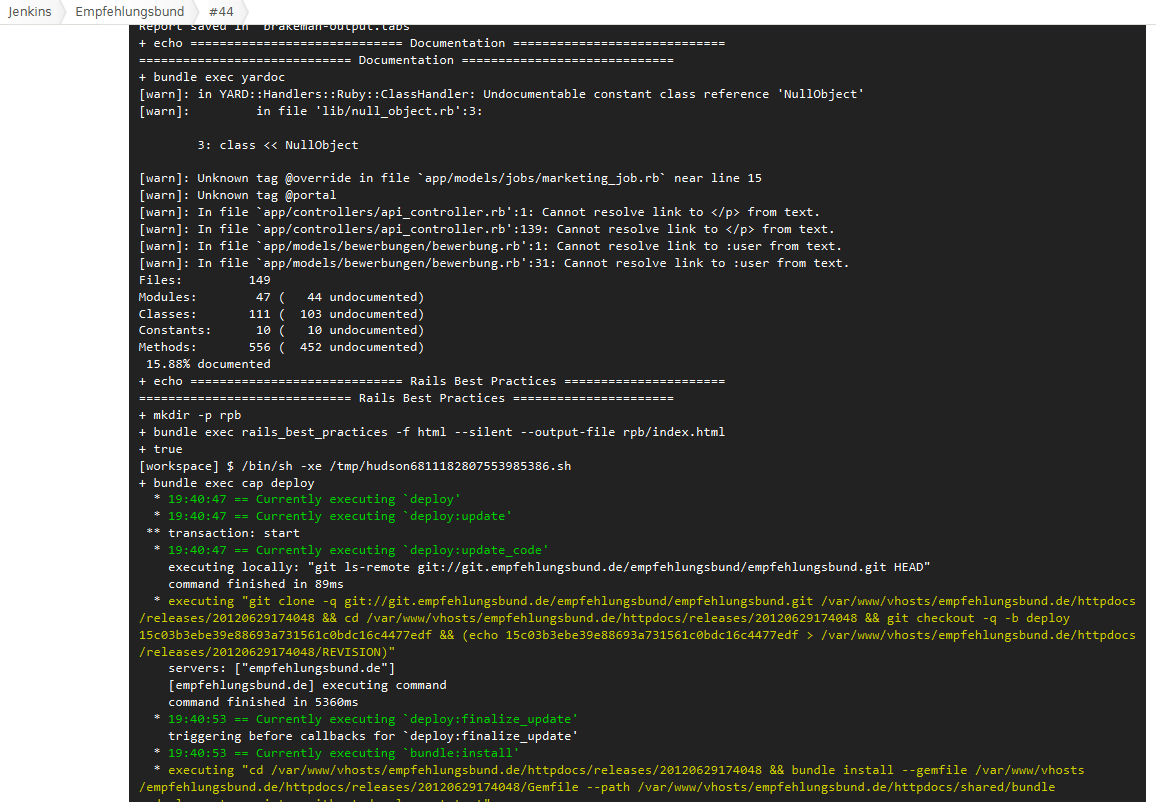 Jenkins Empfehlungsbund #44
Report saved in 'brakeman-output.tabs'
+ echo ============================= Documentation =============================
============================= Documentation =============================
+ bundle exec yardoc
[warn]: in YARD::Handlers::Ruby::ClassHandler: Undocumentable constant class reference 'NullObject'
[warn]:         in file 'lib/null_object.rb':3:
3: class << NullObject
[warn]: Unknown tag @override in file `app/models/jobs/marketing_job.rb` near line 15
[warn]: Unknown tag @portal
[warn]: In file `app/controllers/api_controller.rb':1: Cannot resolve link to </p> from text.
[warn]: In file `app/controllers/api_controller.rb':139: Cannot resolve link to </p> from text.
[warn]: In file `app/models/bewerbungen/bewerbung.rb':1: Cannot resolve link to :user from text.
[warn]: In file `app/models/bewerbungen/bewerbung.rb':31: Cannot resolve link to :user from text.
Files:         149
Modules:        47 (   44 undocumented)
Classes:       111 (  103 undocumented)
Constants:      10 (   10 undocumented)
Methods:       556 (  452 undocumented)
15.88% documented
+ echo ============================= Rails Best Practices ======================
============================= Rails Best Practices ======================
+ mkdir -p rpb
+ bundle exec rails_best_practices -f html --silent --output-file rpb/index.html
+ true
[workspace] $ /bin/sh -xe /tmp/hudson6811182807553985386.sh
+ bundle exec cap deploy
* 19:40:47 == Currently executing `deploy'
* 19:40:47 == Currently executing `deploy:update'
** transaction: start
* 19:40:47 == Currently executing `deploy:update_code'
executing locally: "git ls-remote git://git.empfehlungsbund.de/empfehlungsbund/empfehlungsbund.git HEAD"
command finished in 89ms
* executing "git clone -q git://git.empfehlungsbund.de/empfehlungsbund/empfehlungsbund.git /var/www/vhosts/empfehlungsbund.de/httpdocs
/releases/20120629174048 && cd /var/www/vhosts/empfehlungsbund.de/httpdocs/releases/20120629174048 && git checkout -q -b deploy
15c03b3ebe39e88693a731561c0bdc16c4477edf && (echo 15c03b3ebe39e88693a731561c0bdc16c4477edf > /var/www/vhosts/empfehlungsbund.de/httpdocs
/releases/20120629174048/REVISION)"
servers: ["empfehlungsbund.de"]
[empfehlungsbund.de] executing command
command finished in 5360ms
* 19:40:53 == Currently executing `deploy:finalize_update'
triggering before callbacks for `deploy:finalize_update'
* 19:40:53 == Currently executing `bundle:install'
* executing "cd /var/www/vhosts/empfehlungsbund.de/httpdocs/releases/20120629174048 && bundle install --gemfile /var/www/vhosts
/empfehlungsbund.de/httpdocs/releases/20120629174048/Gemfile --path /var/www/vhosts/empfehlungsbund.de/httpdocs/shared/bundle